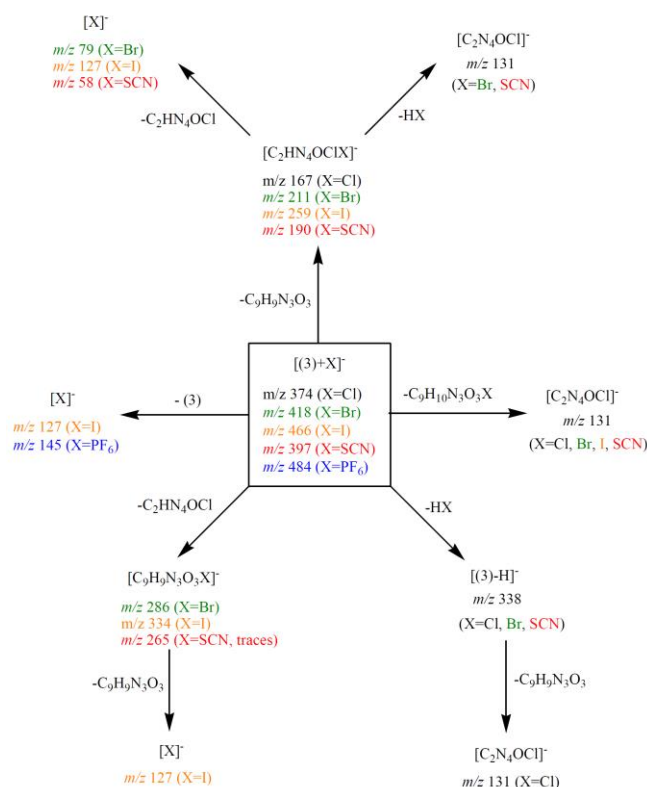 [X]⁻
m/z 79 (X=Br)
m/z 127 (X=I)
m/z 58 (X=SCN)
[C₂N₄OCl]⁻
m/z 131
(X=Br, SCN)
-C₂HN₄OCl
-HX
[C₂HN₄OClX]⁻
m/z 167 (X=Cl)
m/z 211 (X=Br)
m/z 259 (X=I)
m/z 190 (X=SCN)
-C₉H₉N₃O₃
[(3)+X]⁻
m/z 374 (X=Cl)
m/z 418 (X=Br)
m/z 466 (X=I)
m/z 397 (X=SCN)
m/z 484 (X=PF₆)
- (3)
[X]⁻
m/z 127 (X=I)
m/z 145 (X=PF₆)
-C₉H₁₀N₃O₃X
[C₂N₄OCl]⁻
m/z 131
(X=Cl, Br, I, SCN)
-C₂HN₄OCl
-HX
[C₉H₉N₃O₃X]⁻
m/z 286 (X=Br)
m/z 334 (X=I)
m/z 265 (X=SCN, traces)
[(3)-H]⁻
m/z 338
(X=Cl, Br, SCN)
-C₉H₉N₃O₃
-C₉H₉N₃O₃
[X]⁻
m/z 127 (X=I)
[C₂N₄OCl]⁻
m/z 131 (X=Cl)